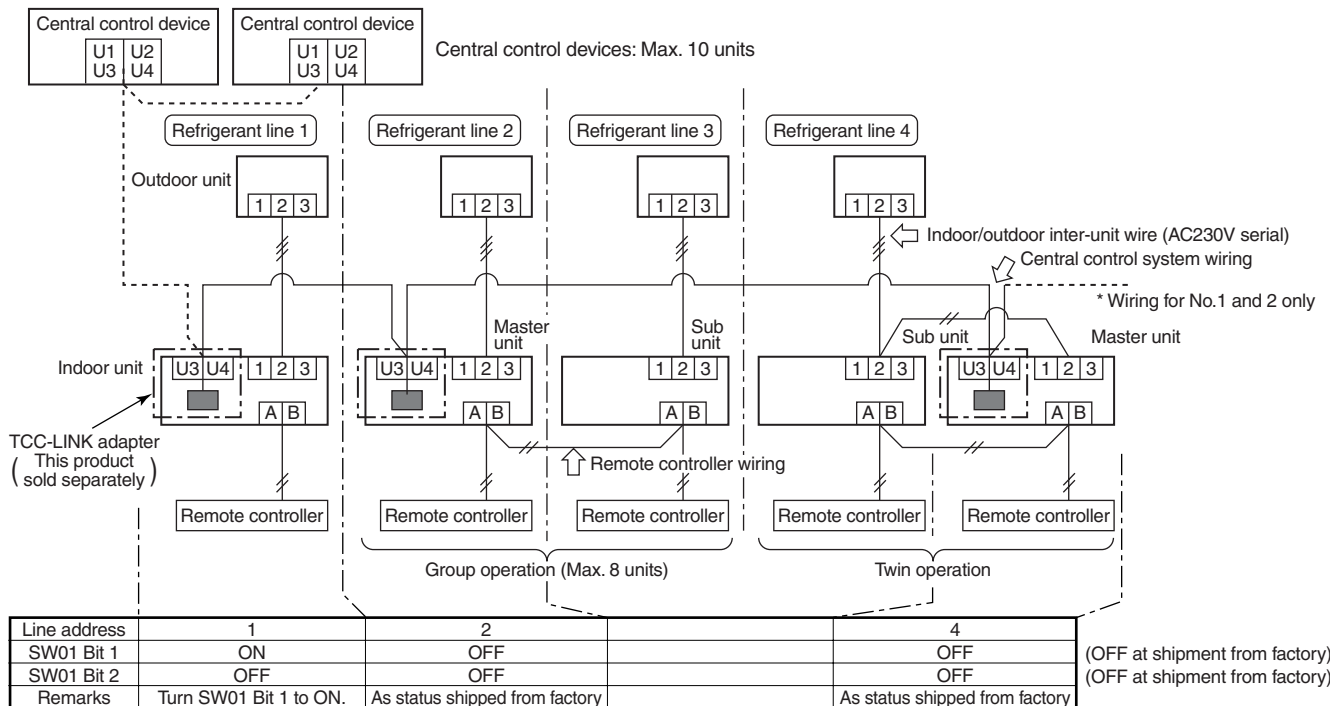 Central control device Central control device
U1 U2 U1 U2
U3 U4 U3 U4
Central control devices: Max. 10 units
Refrigerant line 1 Refrigerant line 2 Refrigerant line 3 Refrigerant line 4
Outdoor unit
1 2 3 1 2 3 1 2 3 1 2 3
Indoor/outdoor inter-unit wire (AC230V serial)
Central control system wiring
* Wiring for No.1 and 2 only
Master unit Sub unit Sub unit Master unit
Indoor unit U3 U4 1 2 3 U3 U4 1 2 3 1 2 3 1 2 3 U3 U4 1 2 3
A B A B A B A B A B
TCC-LINK adapter
( This product
sold separately )
Remote controller wiring
Remote controller Remote controller Remote controller Remote controller Remote controller
Group operation (Max. 8 units) Twin operation
Line address 1 2 4
SW01 Bit 1 ON OFF OFF (OFF at shipment from factory)
SW01 Bit 2 OFF OFF OFF (OFF at shipment from factory)
Remarks Turn SW01 Bit 1 to ON. As status shipped from factory As status shipped from factory